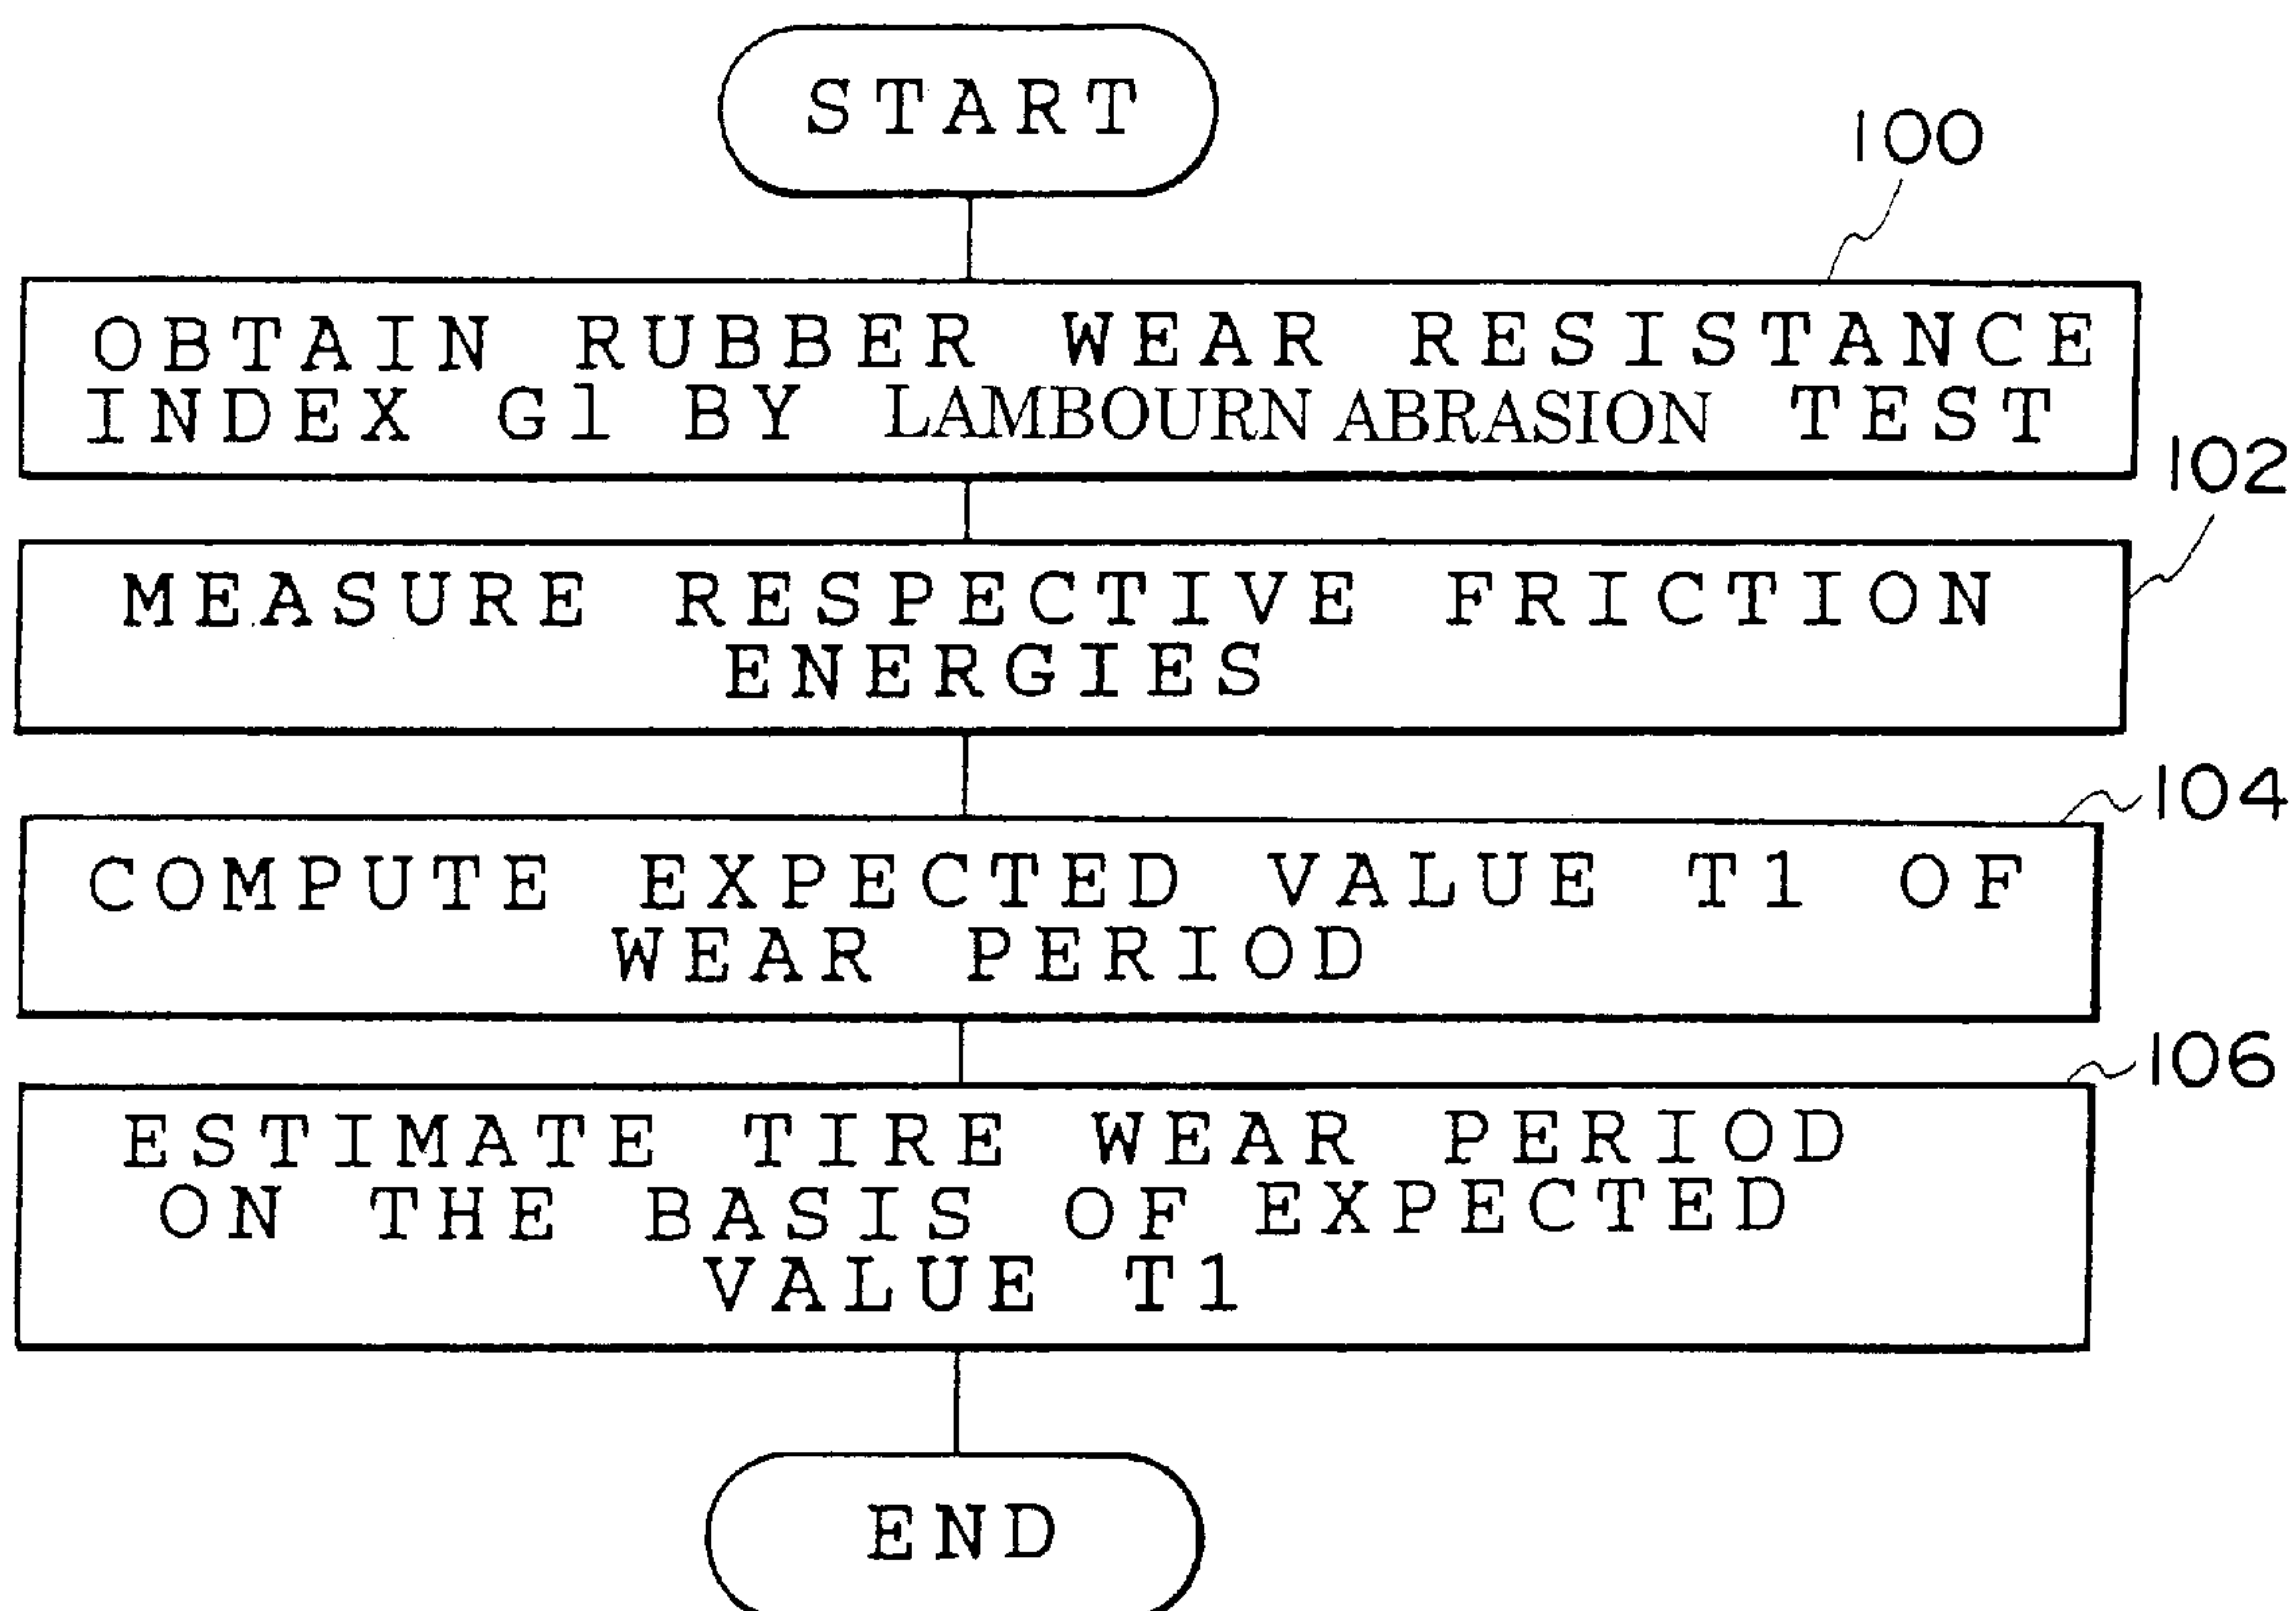 START
100
OBTAIN RUBBER WEAR RESISTANCE
INDEX G1 BY LAMBOURN ABRASION TEST
102
MEASURE RESPECTIVE FRICTION
ENERGIES
104
COMPUTE EXPECTED VALUE T1 OF
WEAR PERIOD
106
ESTIMATE TIRE WEAR PERIOD
ON THE BASIS OF EXPECTED
VALUE T1
END